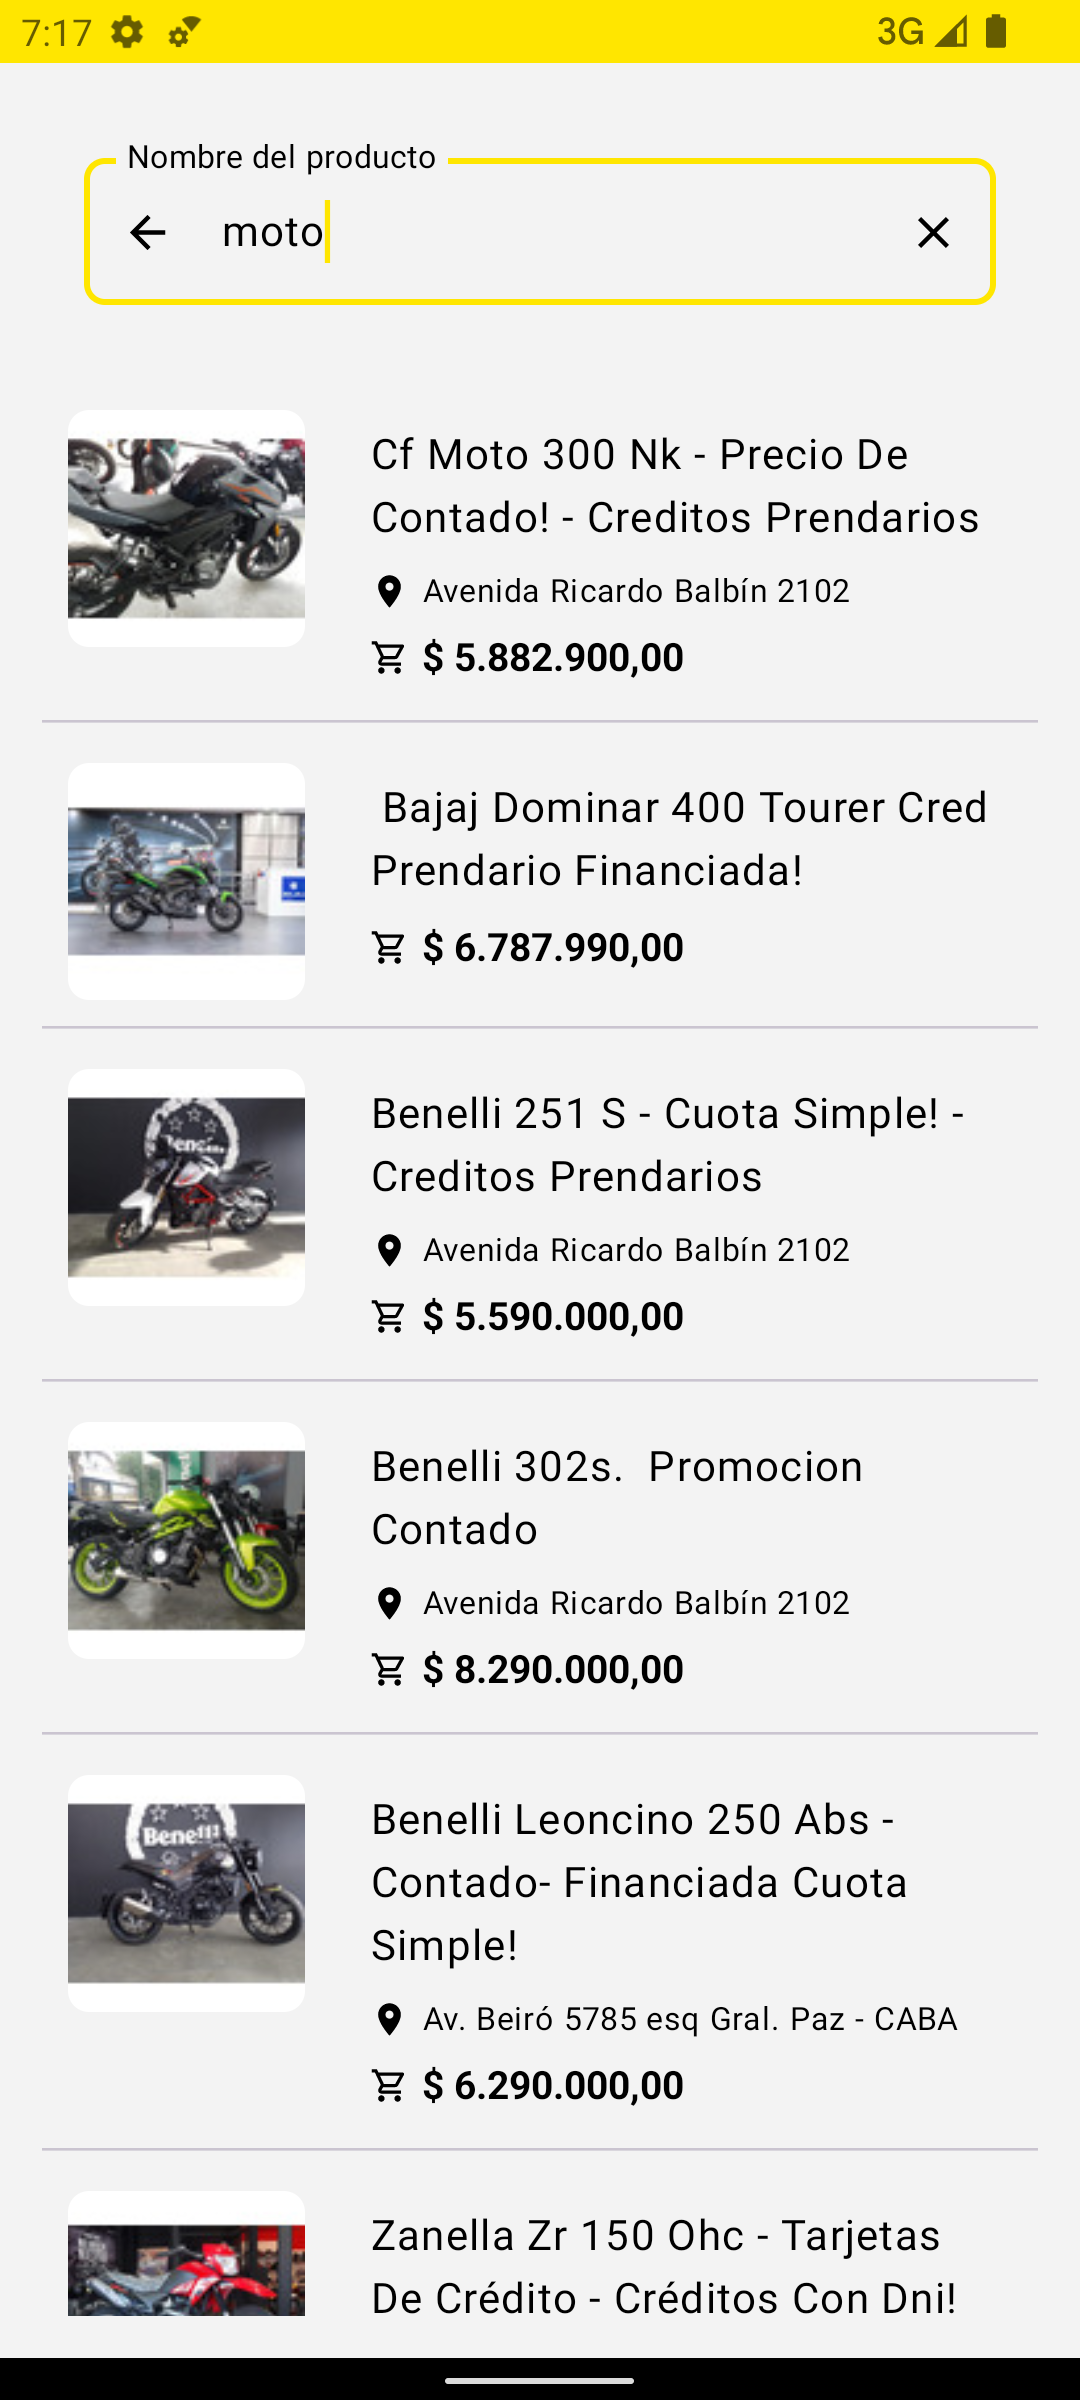 7:17
3G
Nombre del producto
moto
Cf Moto 300 Nk - Precio De
Contado! - Creditos Prendarios
Avenida Ricardo Balbín 2102
$ 5.882.900,00
Bajaj Dominar 400 Tourer Cred
Prendario Financiada!
$ 6.787.990,00
Benelli 251 S - Cuota Simple! -
Creditos Prendarios
Avenida Ricardo Balbín 2102
$ 5.590.000,00
Benelli 302s.  Promocion
Contado
Avenida Ricardo Balbín 2102
$ 8.290.000,00
Benelli
Benelli Leoncino 250 Abs -
Contado- Financiada Cuota
Simple!
Av. Beiró 5785 esq Gral. Paz - CABA
$ 6.290.000,00
Zanella Zr 150 Ohc - Tarjetas
De Crédito - Créditos Con Dni!